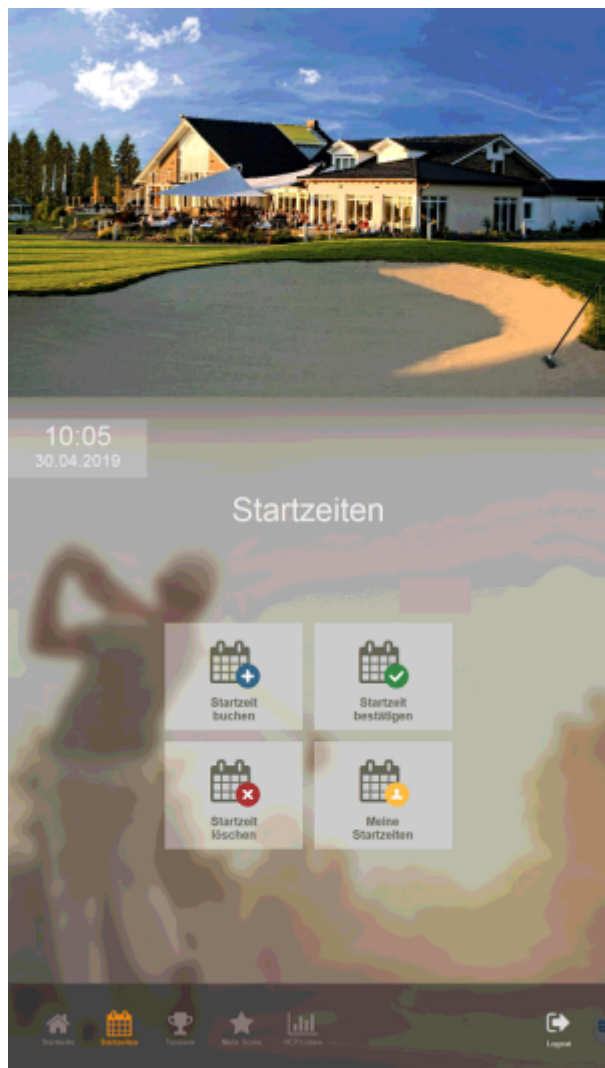 10:05
30.04.2019
Startzeiten
Startzeit
buchen
Startzeit
bestätigen
Startzeit
löschen
Meine
Startzeiten
Startseite
Startzeiten
Turniere
Mein Score
HCP-Listen
Logout